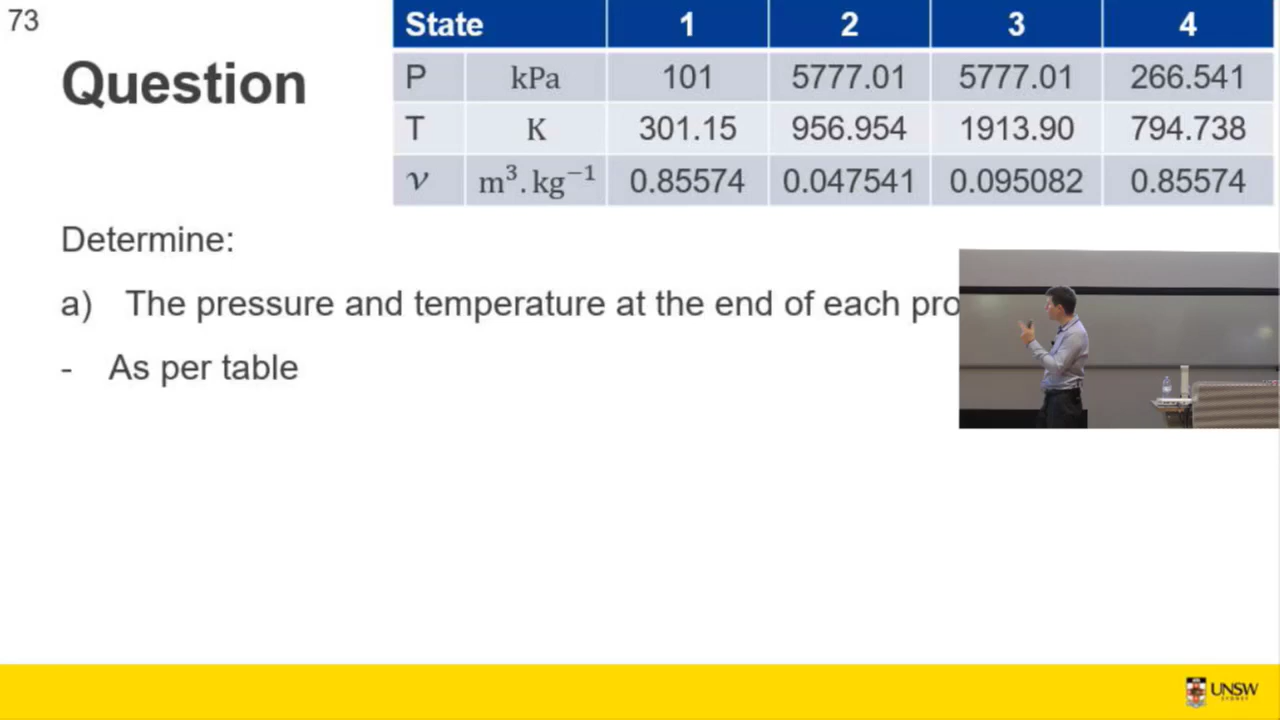 73
Question
State 1 2 3 4
P kPa 101 5777.01 5777.01 266.541
T K 301.15 956.954 1913.90 794.738
ν m³.kg⁻¹ 0.85574 0.047541 0.095082 0.85574
Determine:
a) The pressure and temperature at the end of each pro
- As per table
UNSW
SYDNEY